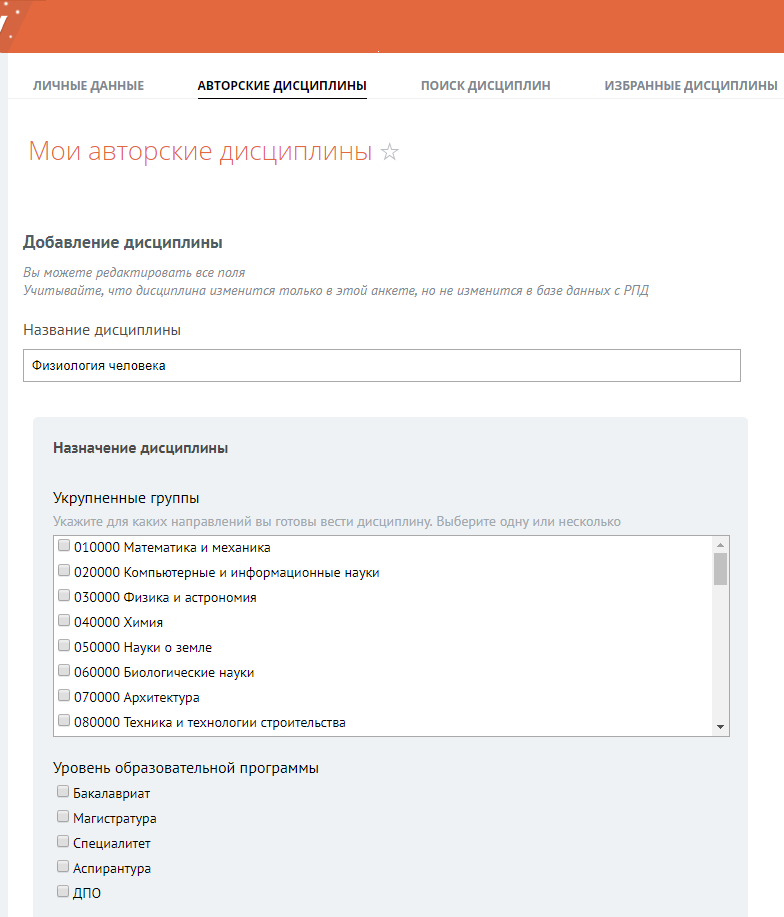 ЛИЧНЫЕ ДАННЫЕ АВТОРСКИЕ ДИСЦИПЛИНЫ ПОИСК ДИСЦИПЛИН ИЗБРАННЫЕ ДИСЦИПЛИНЫ
Мои авторские дисциплины ☆
Добавление дисциплины
Вы можете редактировать все поля
Учитывайте, что дисциплина изменится только в этой анкете, но не изменится в базе данных с РПД
Название дисциплины
Физиология человека
Назначение дисциплины
Укрупненные группы
Укажите для каких направлений вы готовы вести дисциплину. Выберите одну или несколько
010000 Математика и механика
020000 Компьютерные и информационные науки
030000 Физика и астрономия
040000 Химия
050000 Науки о земле
060000 Биологические науки
070000 Архитектура
080000 Техника и технологии строительства
Уровень образовательной программы
Бакалавриат
Магистратура
Специалитет
Аспирантура
ДПО